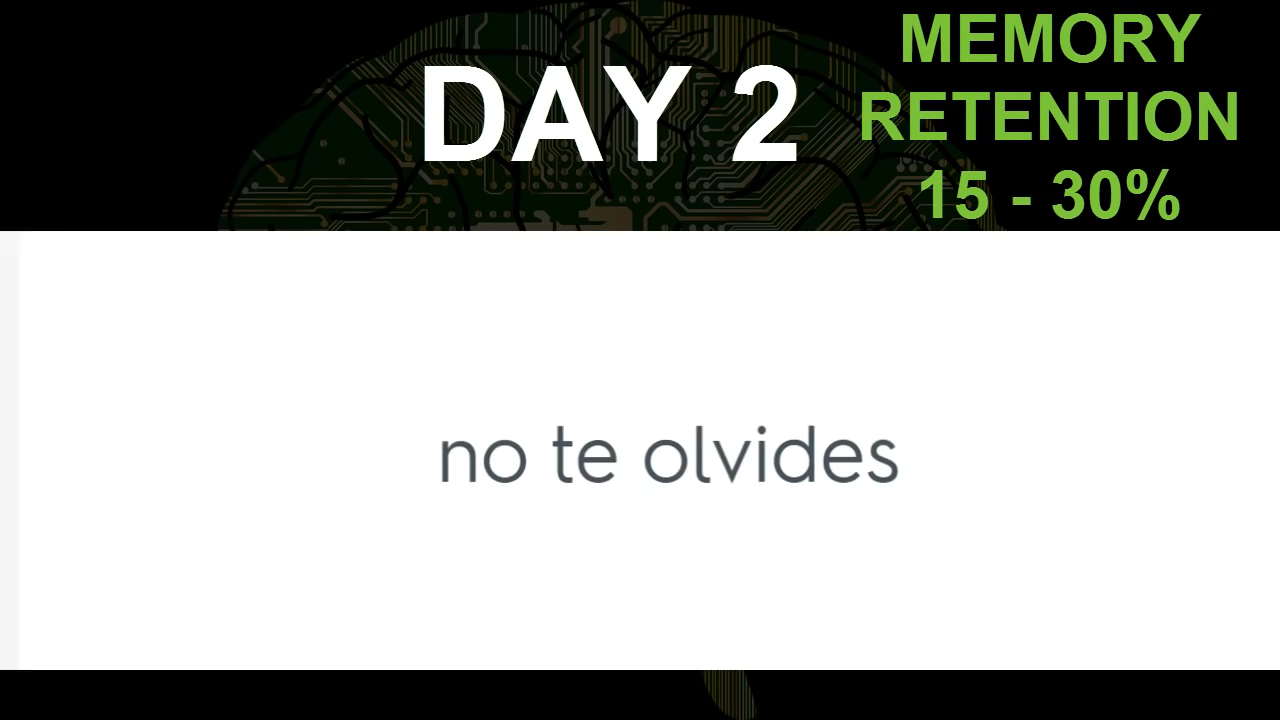 DAY 2
MEMORY
RETENTION
15 - 30%
no te olvides